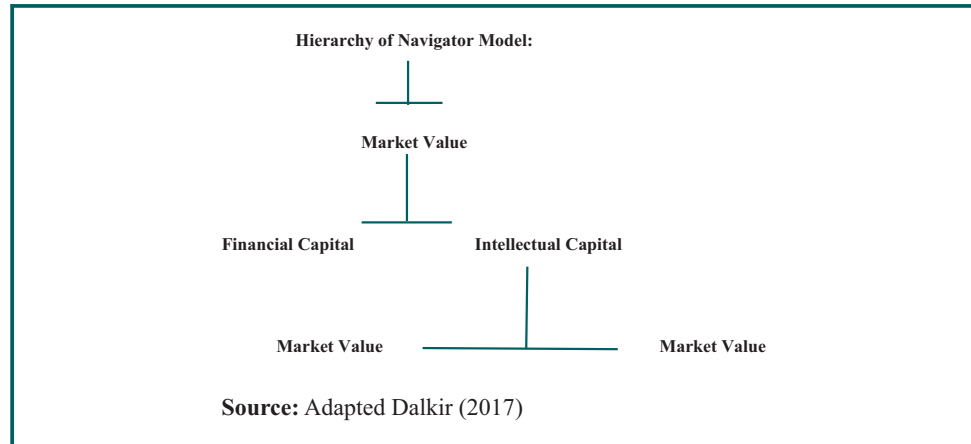 Hierarchy of Navigator Model:
Market Value
Financial Capital Intellectual Capital
Market Value Market Value
Source: Adapted Dalkir (2017)